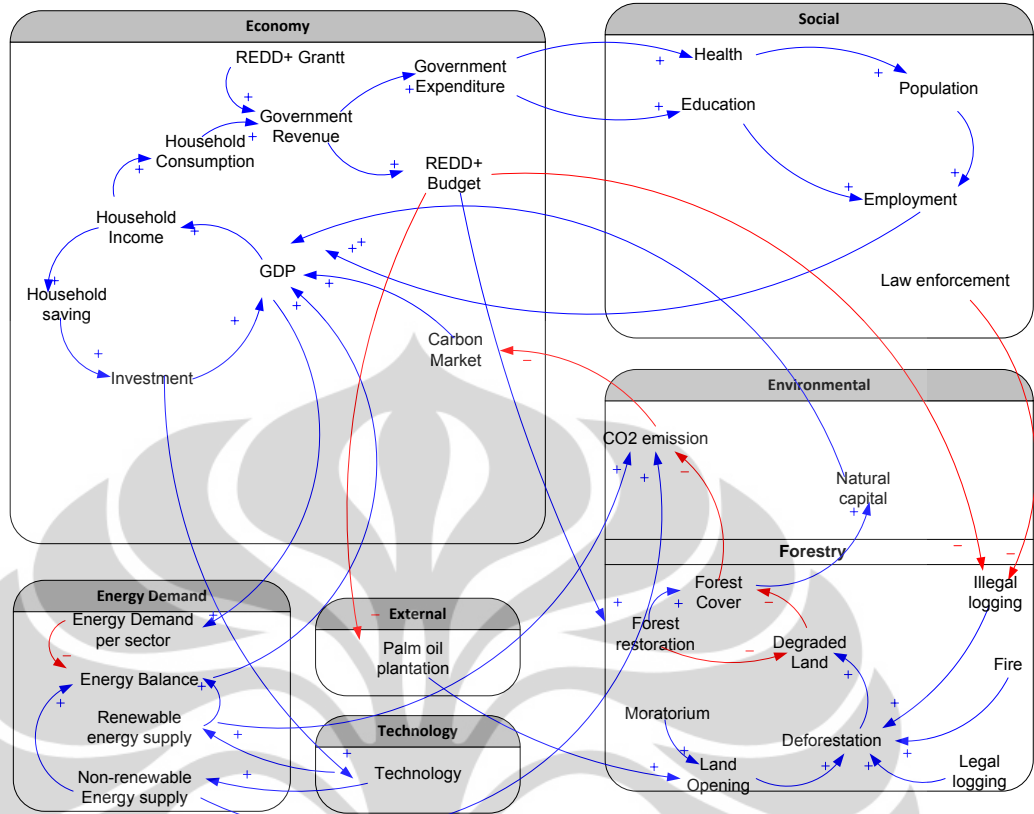 Economy
REDD+ Grantt
Government
Expenditure
Government
Revenue
Household
Consumption
REDD+
Budget
Household
Income
GDP
Household
saving
Carbon
Market
Investment
Social
Health
Population
Education
Employment
Law enforcement
Environmental
CO2 emission
Natural
capital
Forestry
Forest
Cover
Illegal
logging
Forest
restoration
Degraded
Land
Fire
Moratorium
Deforestation
Land
Opening
Legal
logging
Energy Demand
Energy Demand
per sector
Energy Balance
Renewable
energy supply
Non-renewable
Energy supply
External
Palm oil
plantation
Technology
Technology